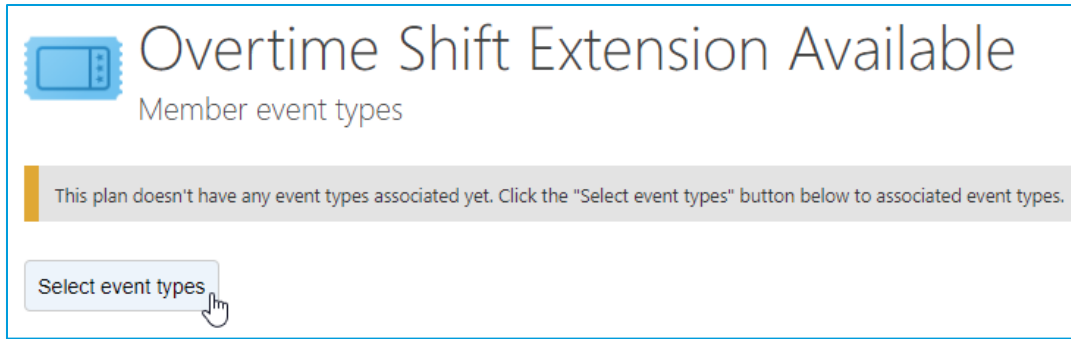 Overtime Shift Extension Available
Member event types
This plan doesn't have any event types associated yet. Click the "Select event types" button below to associated event types.
Select event types